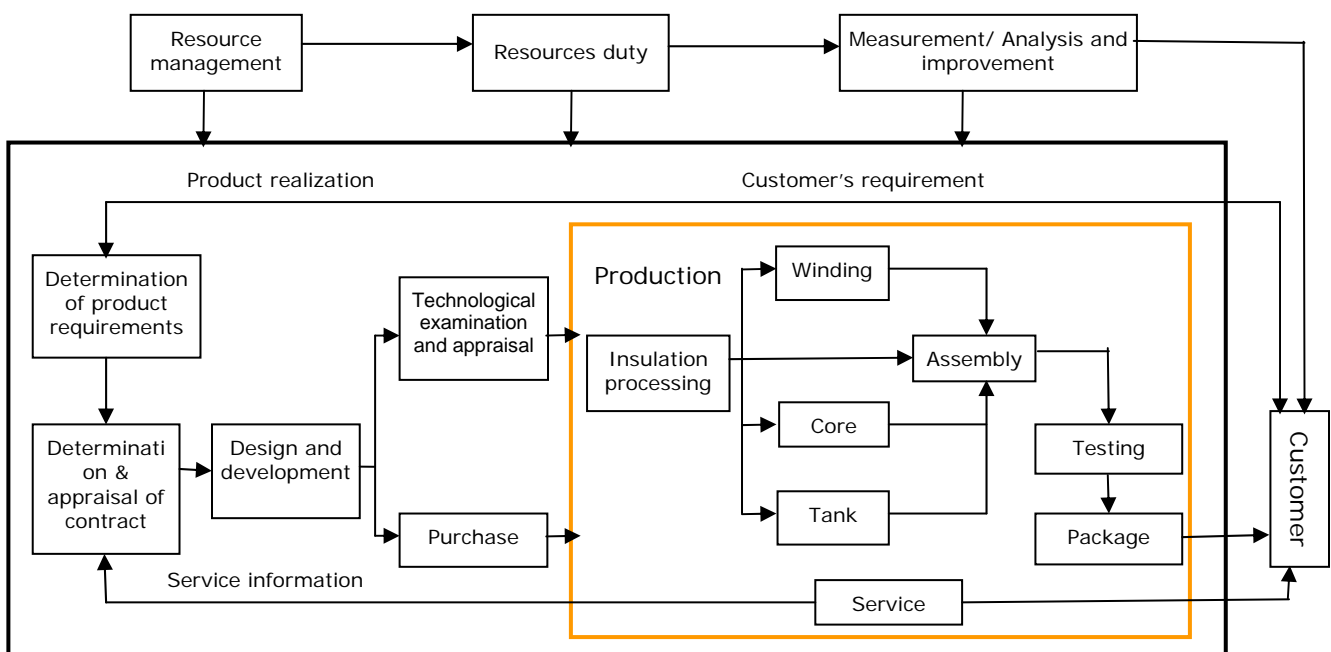 Resource
management
Resources duty
Measurement/ Analysis and
improvement
Product realization
Customer's requirement
Determination
of product
requirements
Technological
examination
and appraisal
Production
Winding
Insulation
processing
Assembly
Core
Tank
Determinati
on &
appraisal of
contract
Design and
development
Purchase
Testing
Package
Customer
Service information
Service